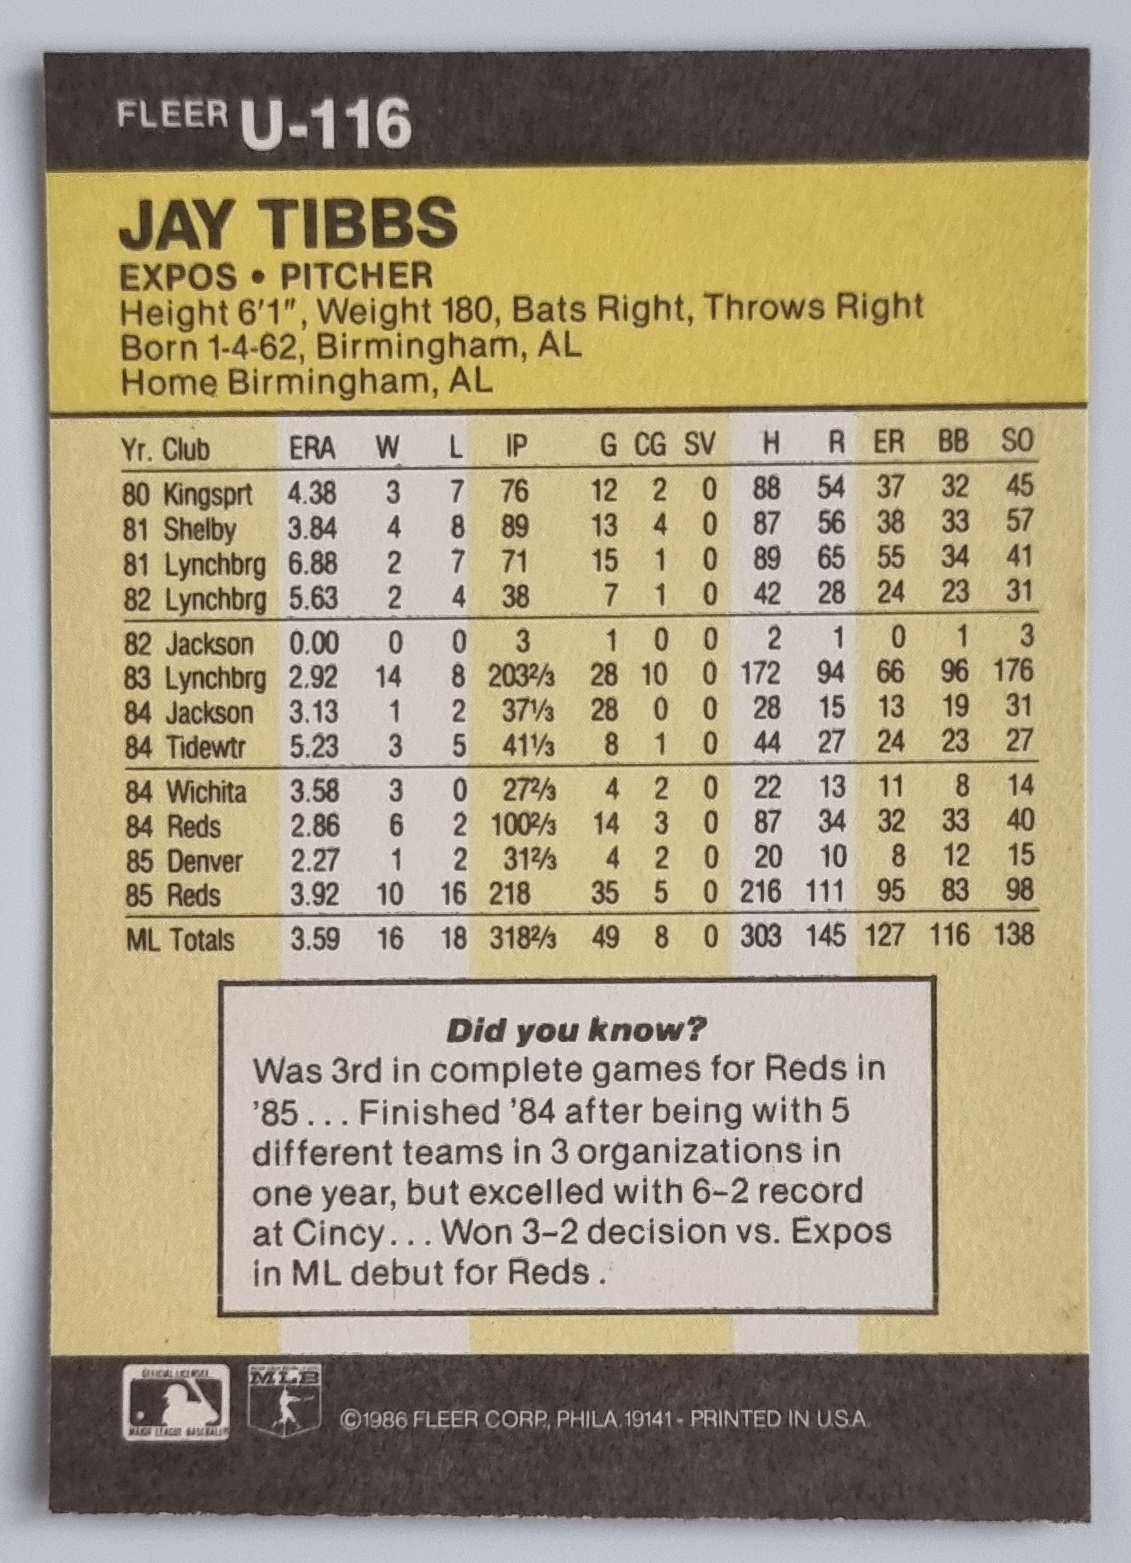 FLEER U-116
JAY TIBBS
EXPOS • PITCHER
Height 6'1", Weight 180, Bats Right, Throws Right
Born 1-4-62, Birmingham, AL
Home Birmingham, AL
Yr. Club ERA W L IP G CG SV H R ER BB SO
80 Kingsprt 4.38 3 7 76 12 2 0 88 54 37 32 45
81 Shelby 3.84 4 8 89 13 4 0 87 56 38 33 57
81 Lynchbrg 6.88 2 7 71 15 1 0 89 65 55 34 41
82 Lynchbrg 5.63 2 4 38 7 1 0 42 28 24 23 31
82 Jackson 0.00 0 0 3 1 0 0 2 1 0 1 3
83 Lynchbrg 2.92 14 8 203⅔ 28 10 0 172 94 66 96 176
84 Jackson 3.13 1 2 37⅓ 28 0 0 28 15 13 19 31
84 Tidewtr 5.23 3 5 41⅓ 8 1 0 44 27 24 23 27
84 Wichita 3.58 3 0 27⅔ 4 2 0 22 13 11 8 14
84 Reds 2.86 6 2 100⅔ 14 3 0 87 34 32 33 40
85 Denver 2.27 1 2 31⅔ 4 2 0 20 10 8 12 15
85 Reds 3.92 10 16 218 35 5 0 216 111 95 83 98
ML Totals 3.59 16 18 318⅔ 49 8 0 303 145 127 116 138
Did you know?
Was 3rd in complete games for Reds in
'85... Finished '84 after being with 5
different teams in 3 organizations in
one year, but excelled with 6-2 record
at Cincy... Won 3-2 decision vs. Expos
in ML debut for Reds.
OFFICIAL LICENSEE
MAJOR LEAGUE BASEBALL
MLB
©1986 FLEER CORP., PHILA. 19141 - PRINTED IN U.S.A.